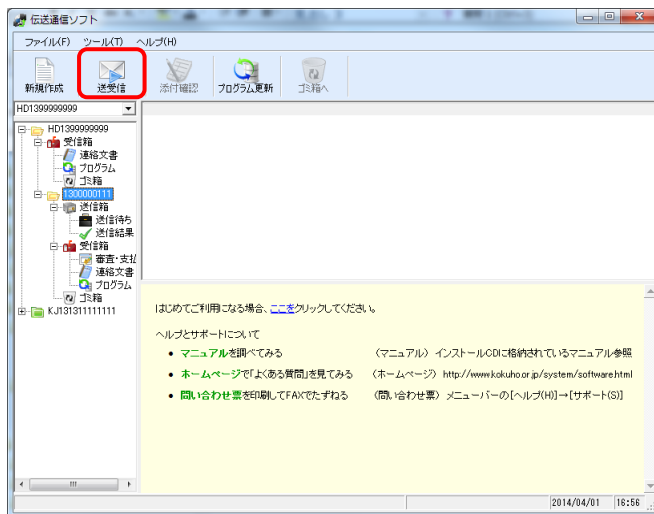 伝送通信ソフト
ファイル(F) ツール(T) ヘルプ(H)
新規作成 送受信 添付確認 プログラム更新 ゴミ箱へ
HD1399999999
HD1399999999
受信箱
連絡文書
プログラム
ゴミ箱
1300000111
送信箱
送信待ち
送信結果
受信箱
審査・支払
連絡文書
プログラム
ゴミ箱
KJ131311111111
はじめてご利用になる場合、ここをクリックしてください。
ヘルプとサポートについて
• マニュアルを調べてみる (マニュアル) インストールCDに格納されているマニュアル参照
• ホームページで「よくある質問」を見てみる (ホームページ) http://www.kokuho.or.jp/system/software.html
• 問い合わせ票を印刷してFAXでたずねる (問い合わせ票) メニューバーの[ヘルプ(H)]→[サポート(S)]
2014/04/01 16:56